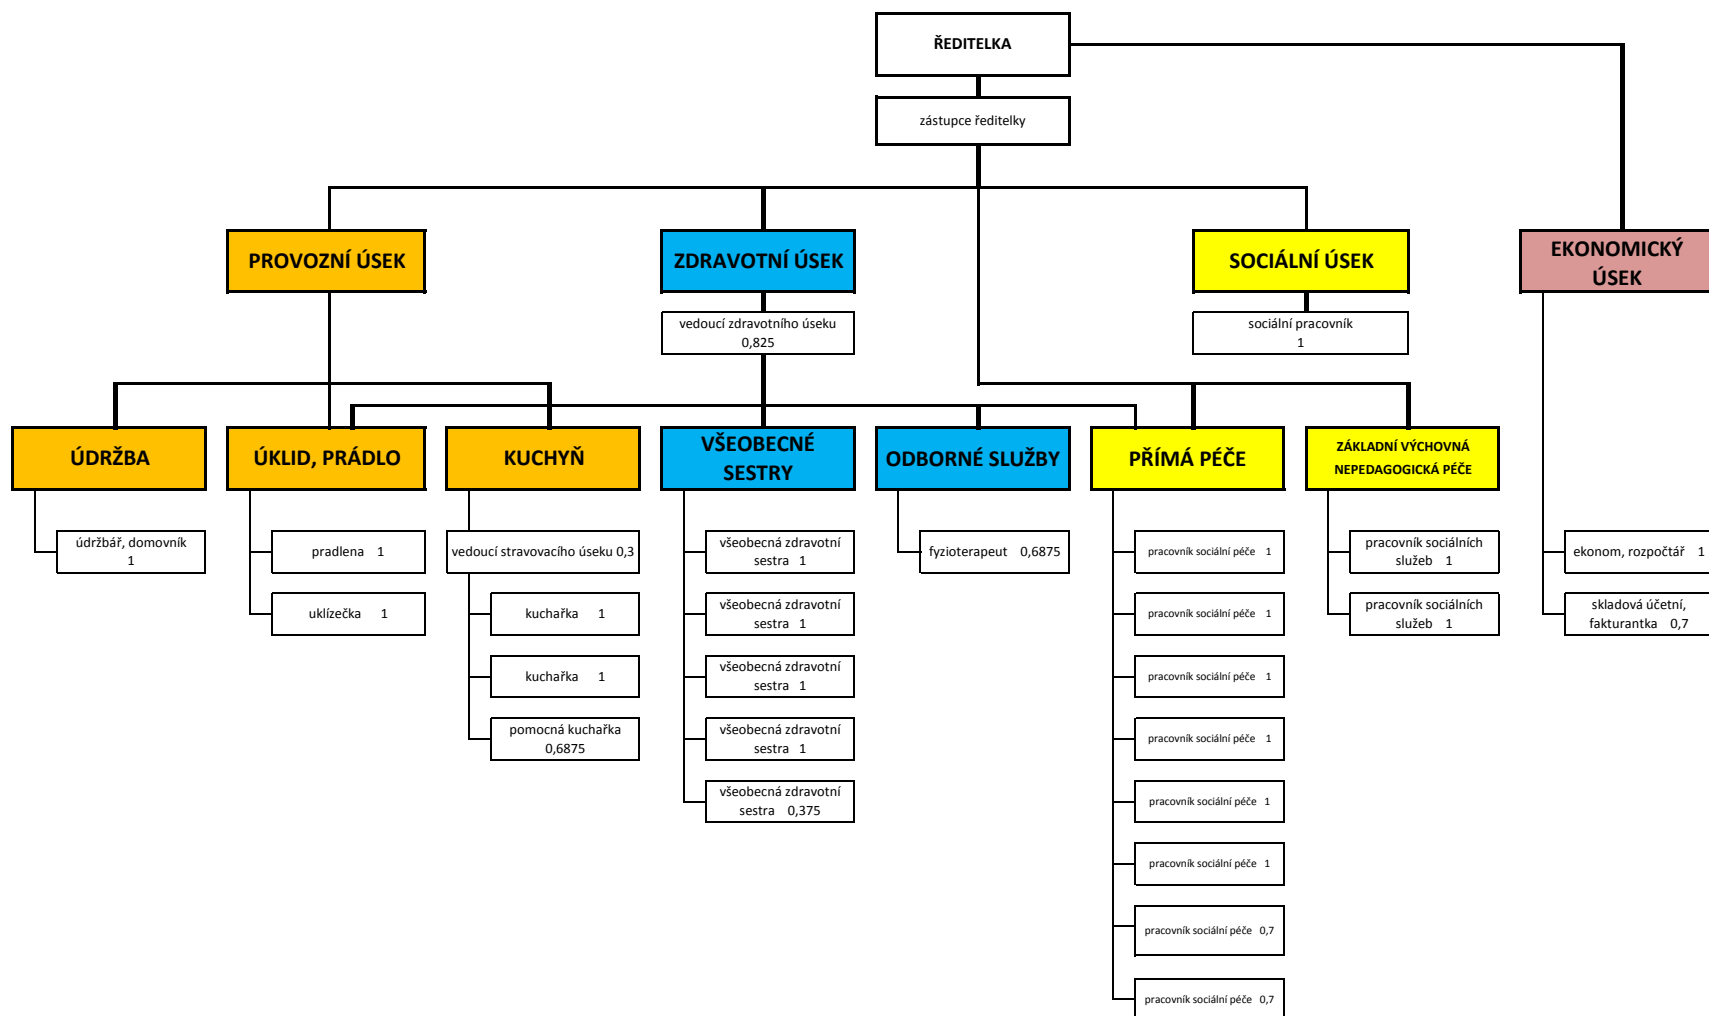 ŘEDITELKA
zástupce ředitelky
PROVOZNÍ ÚSEK
ZDRAVOTNÍ ÚSEK
SOCIÁLNÍ ÚSEK
EKONOMICKÝ
ÚSEK
vedoucí zdravotního úseku
0,825
sociální pracovník
1
ÚDRŽBA
ÚKLID, PRÁDLO
KUCHYŇ
VŠEOBECNÉ
SESTRY
ODBORNÉ SLUŽBY
PŘÍMÁ PÉČE
ZÁKLADNÍ VÝCHOVNÁ
NEPEDAGOGICKÁ PÉČE
údržbář, domovník
1
pradlena 1
uklízečka 1
vedoucí stravovacího úseku 0,3
kuchařka 1
kuchařka 1
pomocná kuchařka
0,6875
všeobecná zdravotní
sestra 1
všeobecná zdravotní
sestra 1
všeobecná zdravotní
sestra 1
všeobecná zdravotní
sestra 1
všeobecná zdravotní
sestra 0,375
fyzioterapeut 0,6875
pracovník sociální péče 1
pracovník sociální péče 1
pracovník sociální péče 1
pracovník sociální péče 1
pracovník sociální péče 1
pracovník sociální péče 1
pracovník sociální péče 0,7
pracovník sociální péče 0,7
pracovník sociálních
služeb 1
pracovník sociálních
služeb 1
ekonom, rozpočtář 1
skladová účetní,
fakturantka 0,7